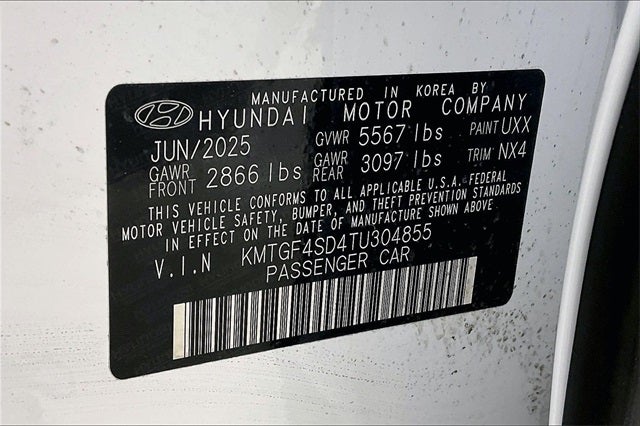 MANUFACTURED IN KOREA BY
HYUNDAI MOTOR COMPANY
JUN/2025 GVWR 5567 lbs PAINT UXX
GAWR FRONT 2866 lbs GAWR REAR 3097 lbs TRIM NX4
THIS VEHICLE CONFORMS TO ALL APPLICABLE U.S.A. FEDERAL
MOTOR VEHICLE SAFETY, BUMPER, AND THEFT PREVENTION STANDARDS
IN EFFECT ON THE DATE OF MANUFACTURE SHOWN ABOVE.
V.I.N KMTGF4SD4TU304855
PASSENGER CAR